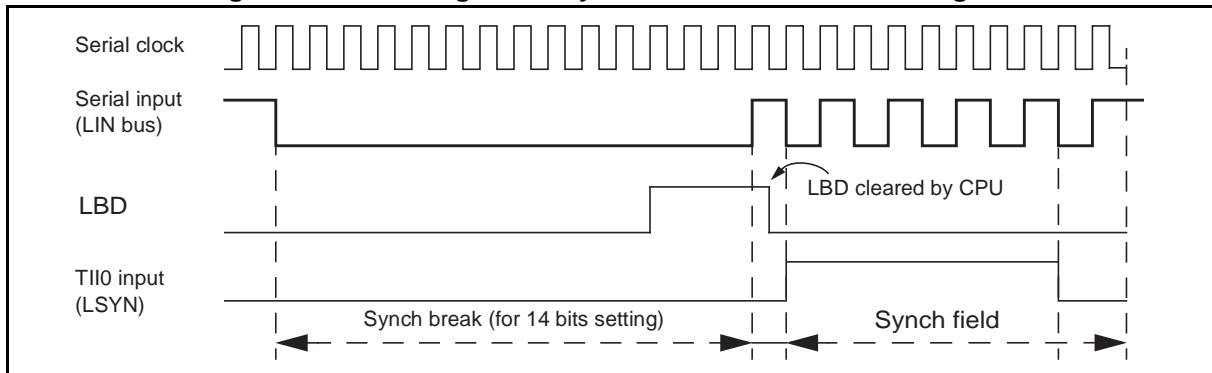 Serial clock
Serial input
(LIN bus)
LBD cleared by CPU
LBD
TII0 input
(LSYN)
Synch break (for 14 bits setting)
Synch field